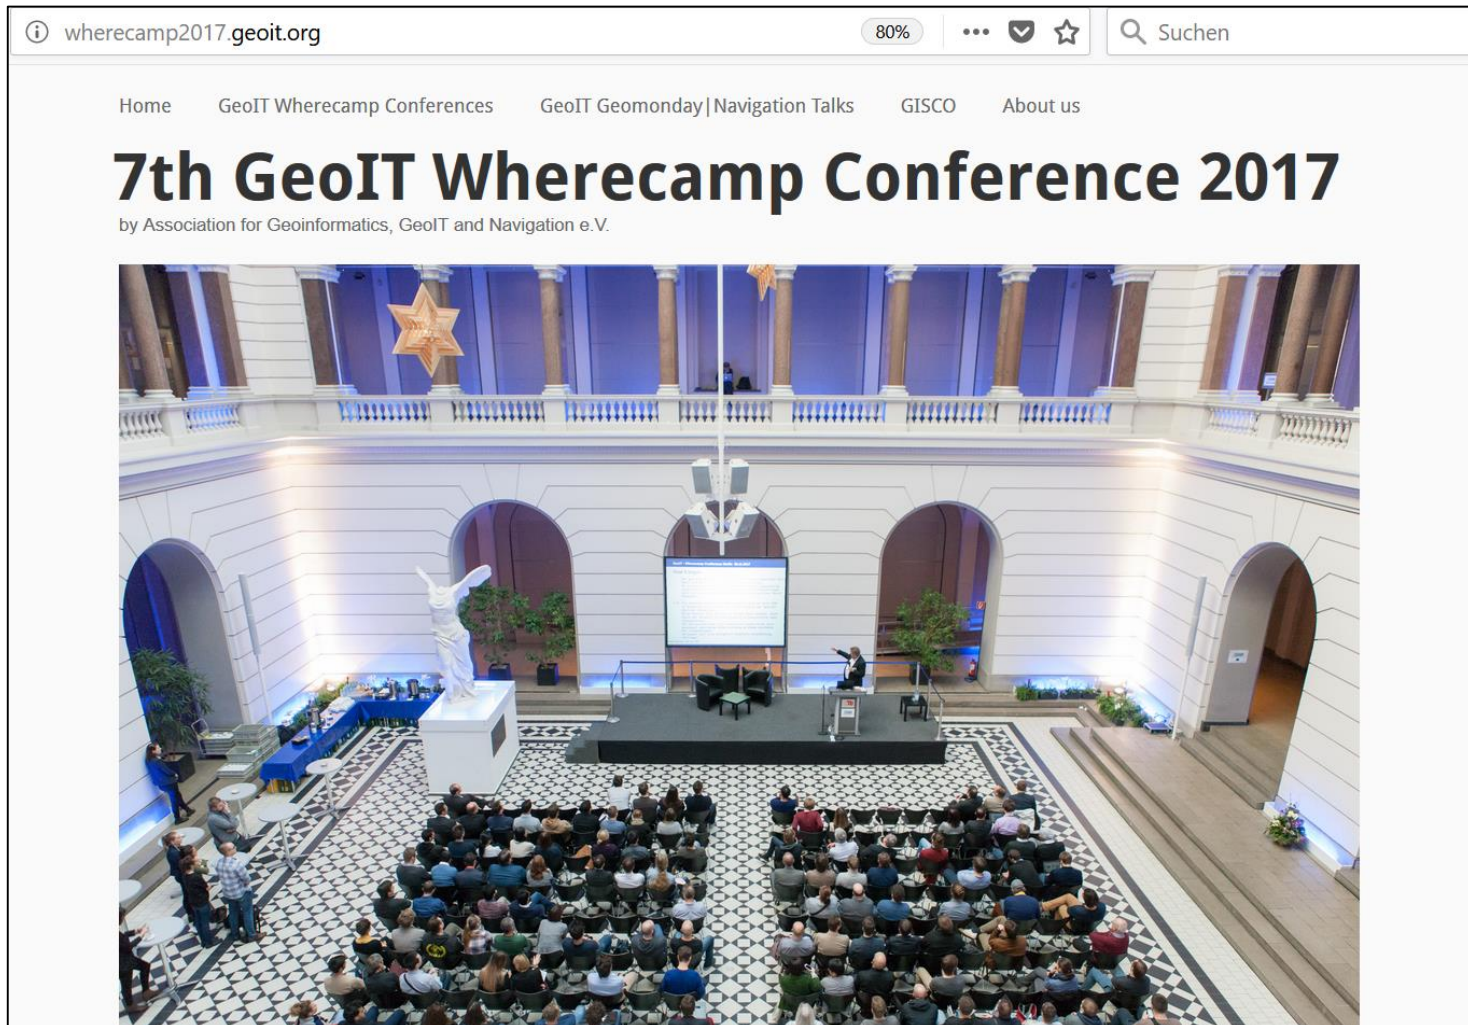 wherecamp2017.geoit.org
80%
Suchen
Home GeoIT Wherecamp Conferences GeoIT Geomonday|Navigation Talks GISCO About us
7th GeoIT Wherecamp Conference 2017
by Association for Geoinformatics, GeoIT and Navigation e.V.